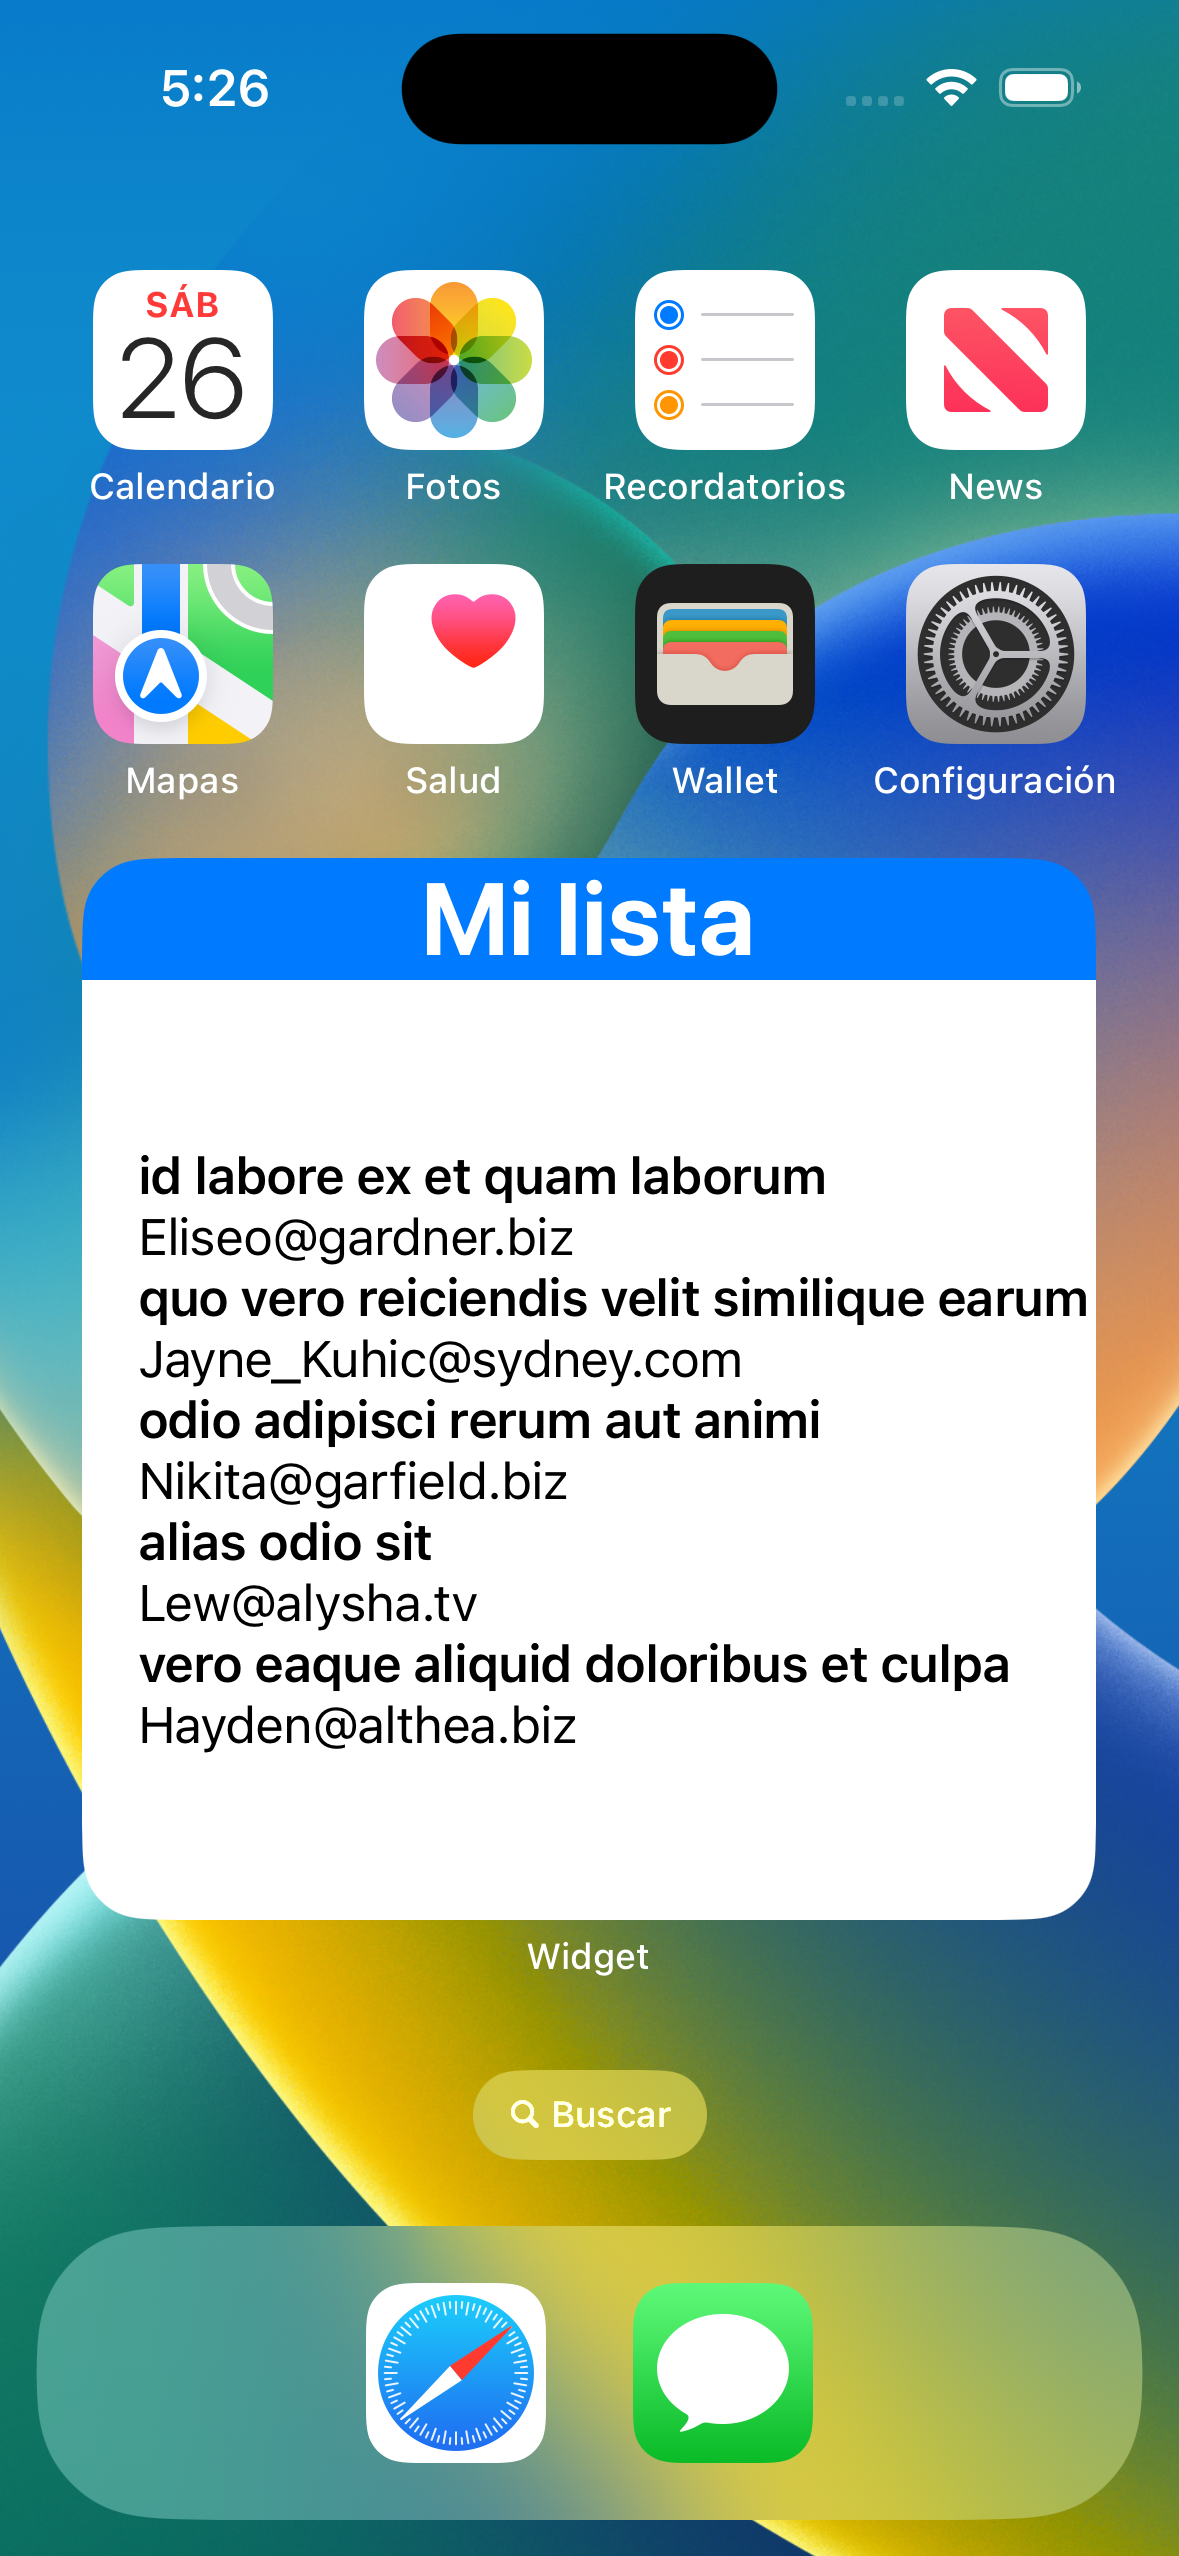 5:26
SÁB
26
Calendario
Fotos
Recordatorios
News
Mapas
Salud
Wallet
Configuración
Mi lista
id labore ex et quam laborum
Eliseo@gardner.biz
quo vero reiciendis velit similique earum
Jayne_Kuhic@sydney.com
odio adipisci rerum aut animi
Nikita@garfield.biz
alias odio sit
Lew@alysha.tv
vero eaque aliquid doloribus et culpa
Hayden@althea.biz
Widget
Buscar